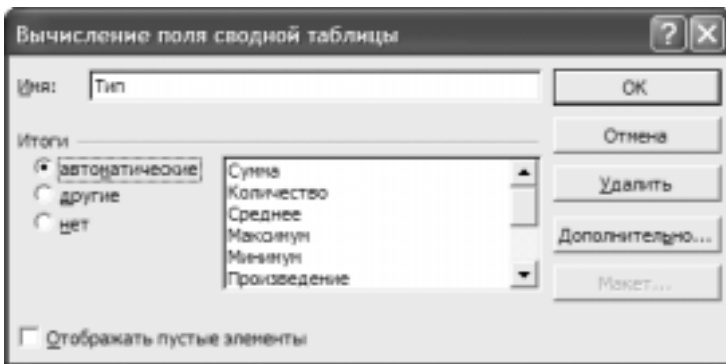 Вычисление поля сводной таблицы
Имя: Тип
ОК
Отмена
Удалить
Дополнительно...
Макет...
Итоги
автоматические
другие
нет
Сумма
Количество
Среднее
Максимум
Минимум
Произведение
Отображать пустые элементы